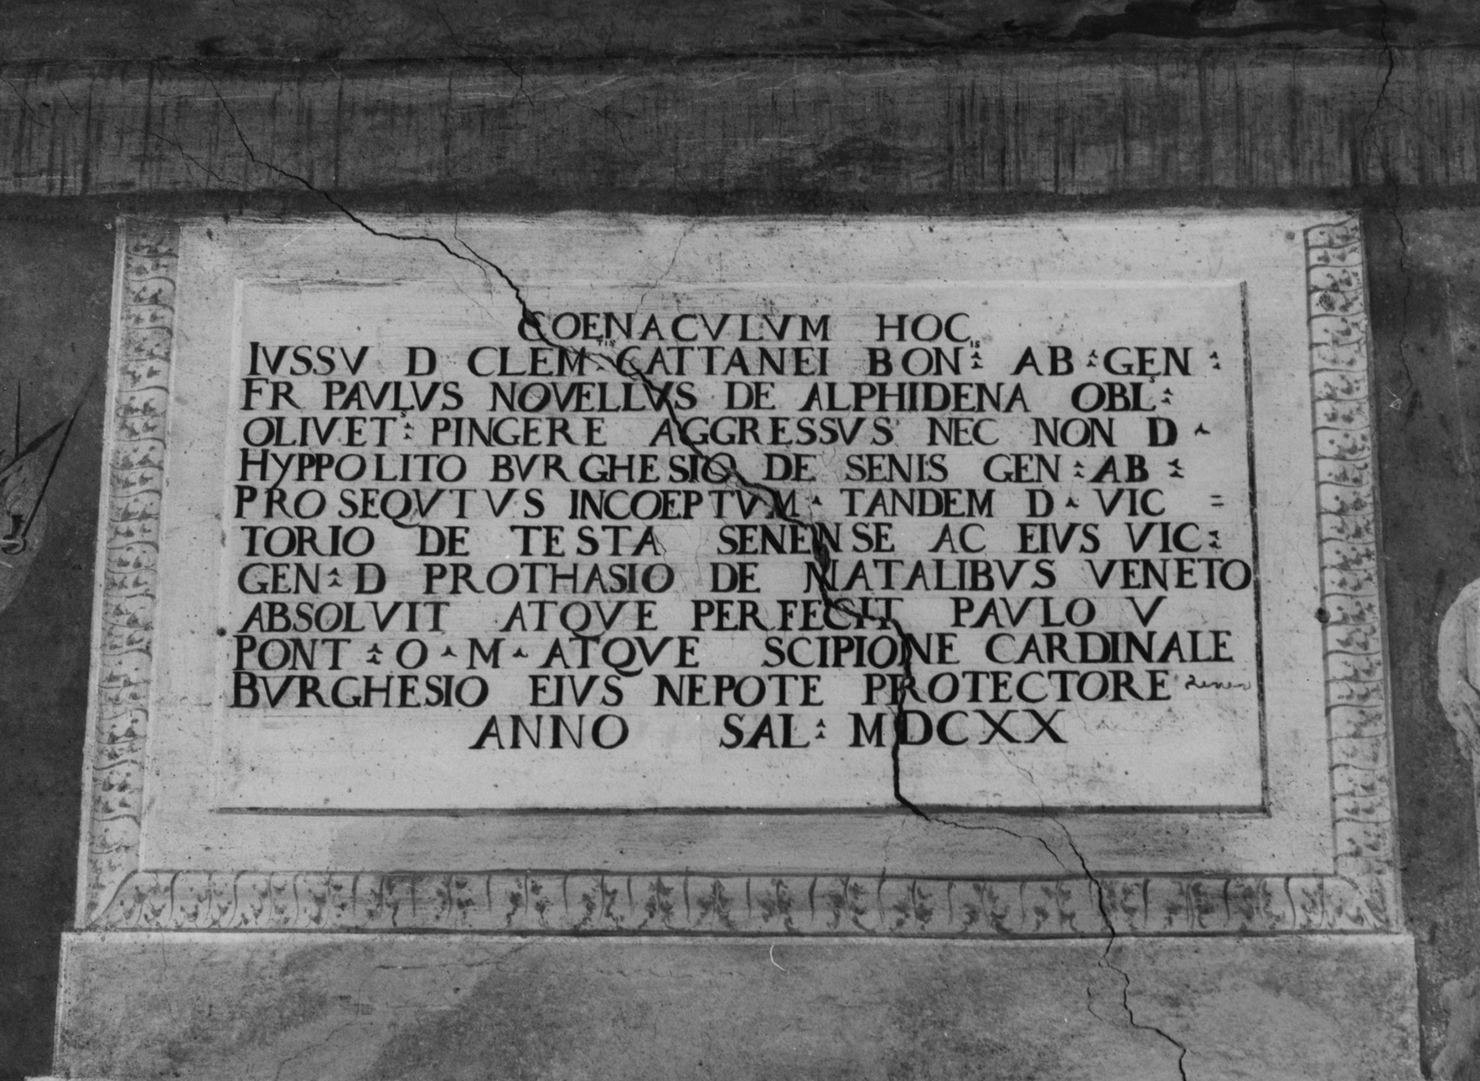 COENACVLVM HOC
IVSSV D CLEM:TIS CATTANEI BON:IS AB:GEN:
FR PAVLVS NOVELLVS DE ALPHIDENA OBL:S
OLIVET:S PINGERE AGGRESSVS NEC NON D.
HYPPOLITO BVRGHESIO DE SENIS GEN:AB:
PROSEQVTVS INCOEPTVM. TANDEM D. VIC=
TORIO DE TESTA SENENSE AC EIVS VIC:
GEN:D PROTHASIO DE NATALIBVS VENETO
ABSOLVIT ATQVE PERFECIT PAVLO V
PONT: O.M. ATQVE SCIPIONE CARDINALE
BVRGHESIO EIVS NEPOTE PROTECTORE
ANNO SAL: MDCXX